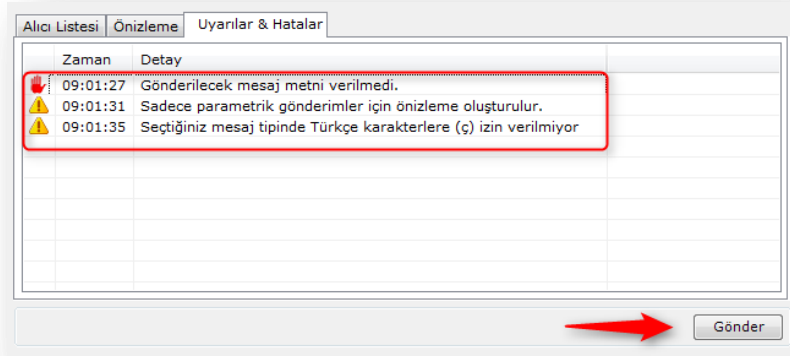 Alıcı Listesi Önizleme Uyarılar & Hatalar
Zaman Detay
09:01:27 Gönderilecek mesaj metni verilmedi.
09:01:31 Sadece parametrik gönderimler için önizleme oluşturulur.
09:01:35 Seçtiğiniz mesaj tipinde Türkçe karakterlere (ç) izin verilmiyor
Gönder